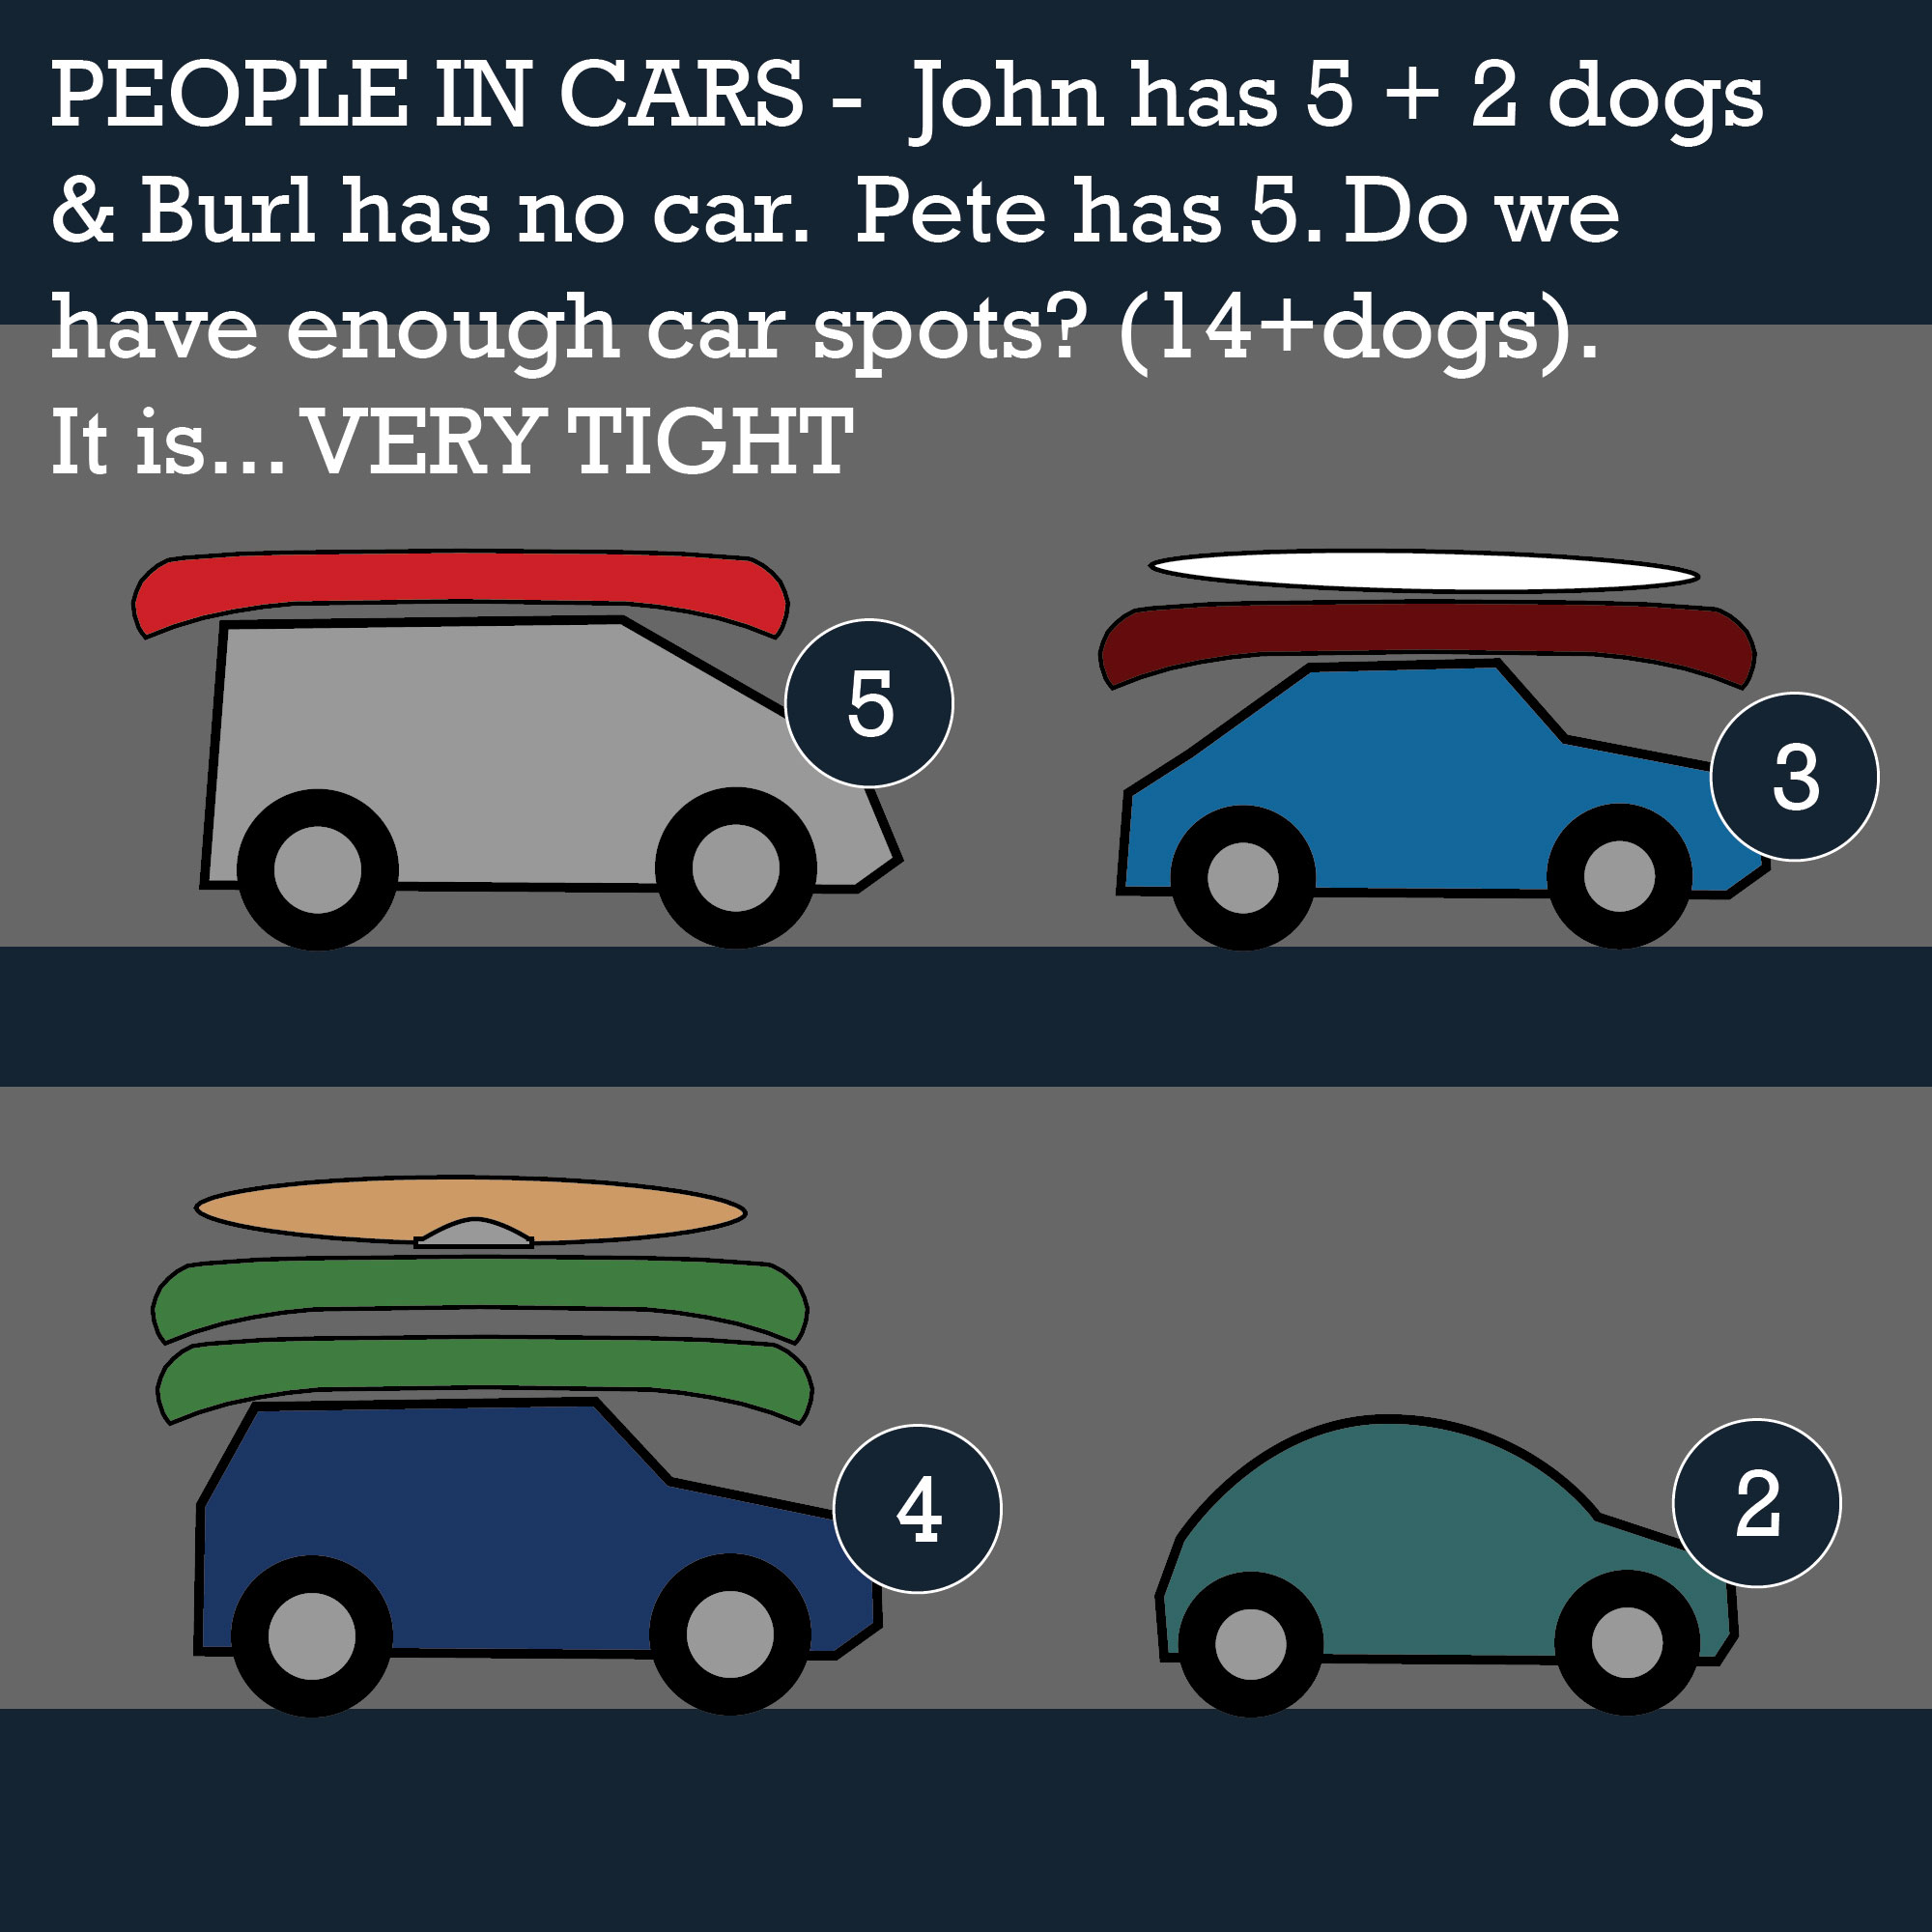 PEOPLE IN CARS - John has 5 + 2 dogs
& Burl has no car. Pete has 5. Do we
have enough car spots? (14+dogs).
It is... VERY TIGHT
5
3
4
2